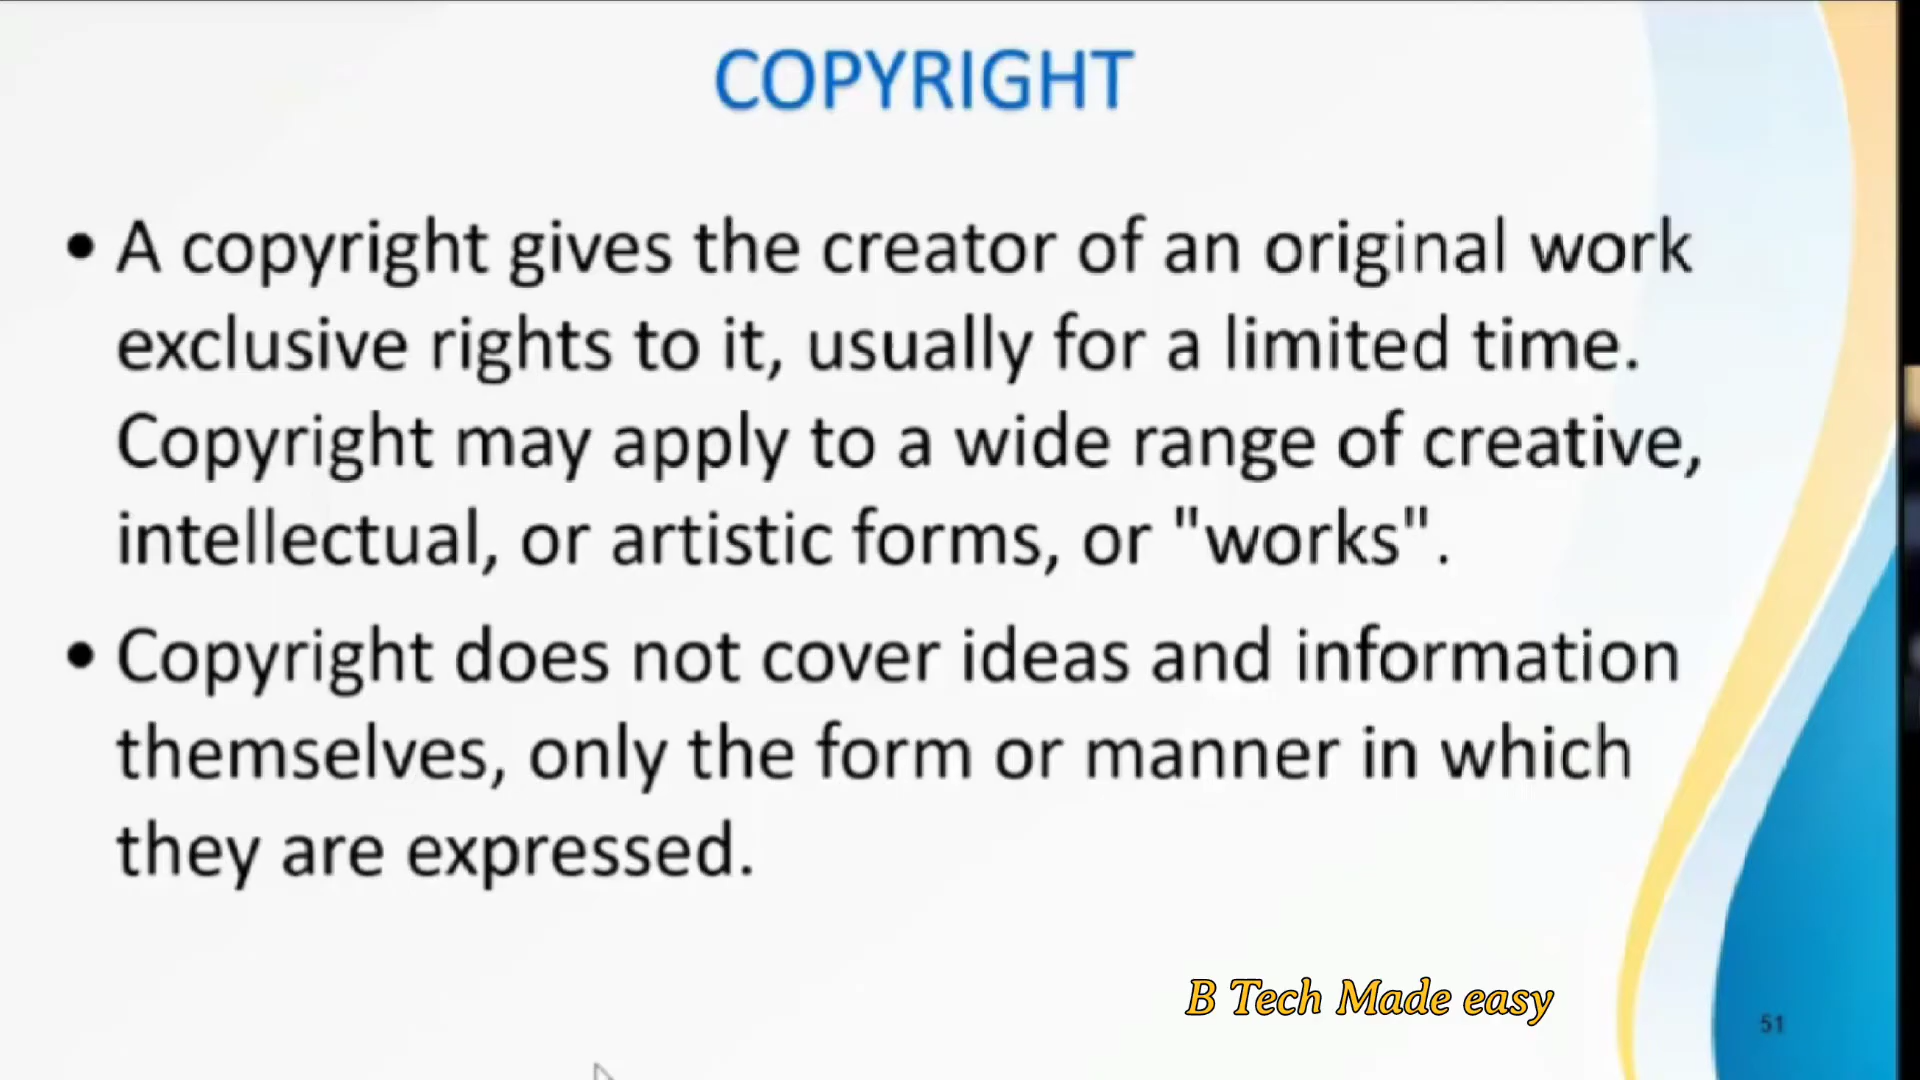 COPYRIGHT
• A copyright gives the creator of an original work
exclusive rights to it, usually for a limited time.
Copyright may apply to a wide range of creative,
intellectual, or artistic forms, or "works".
• Copyright does not cover ideas and information
themselves, only the form or manner in which
they are expressed.
B Tech Made easy
51